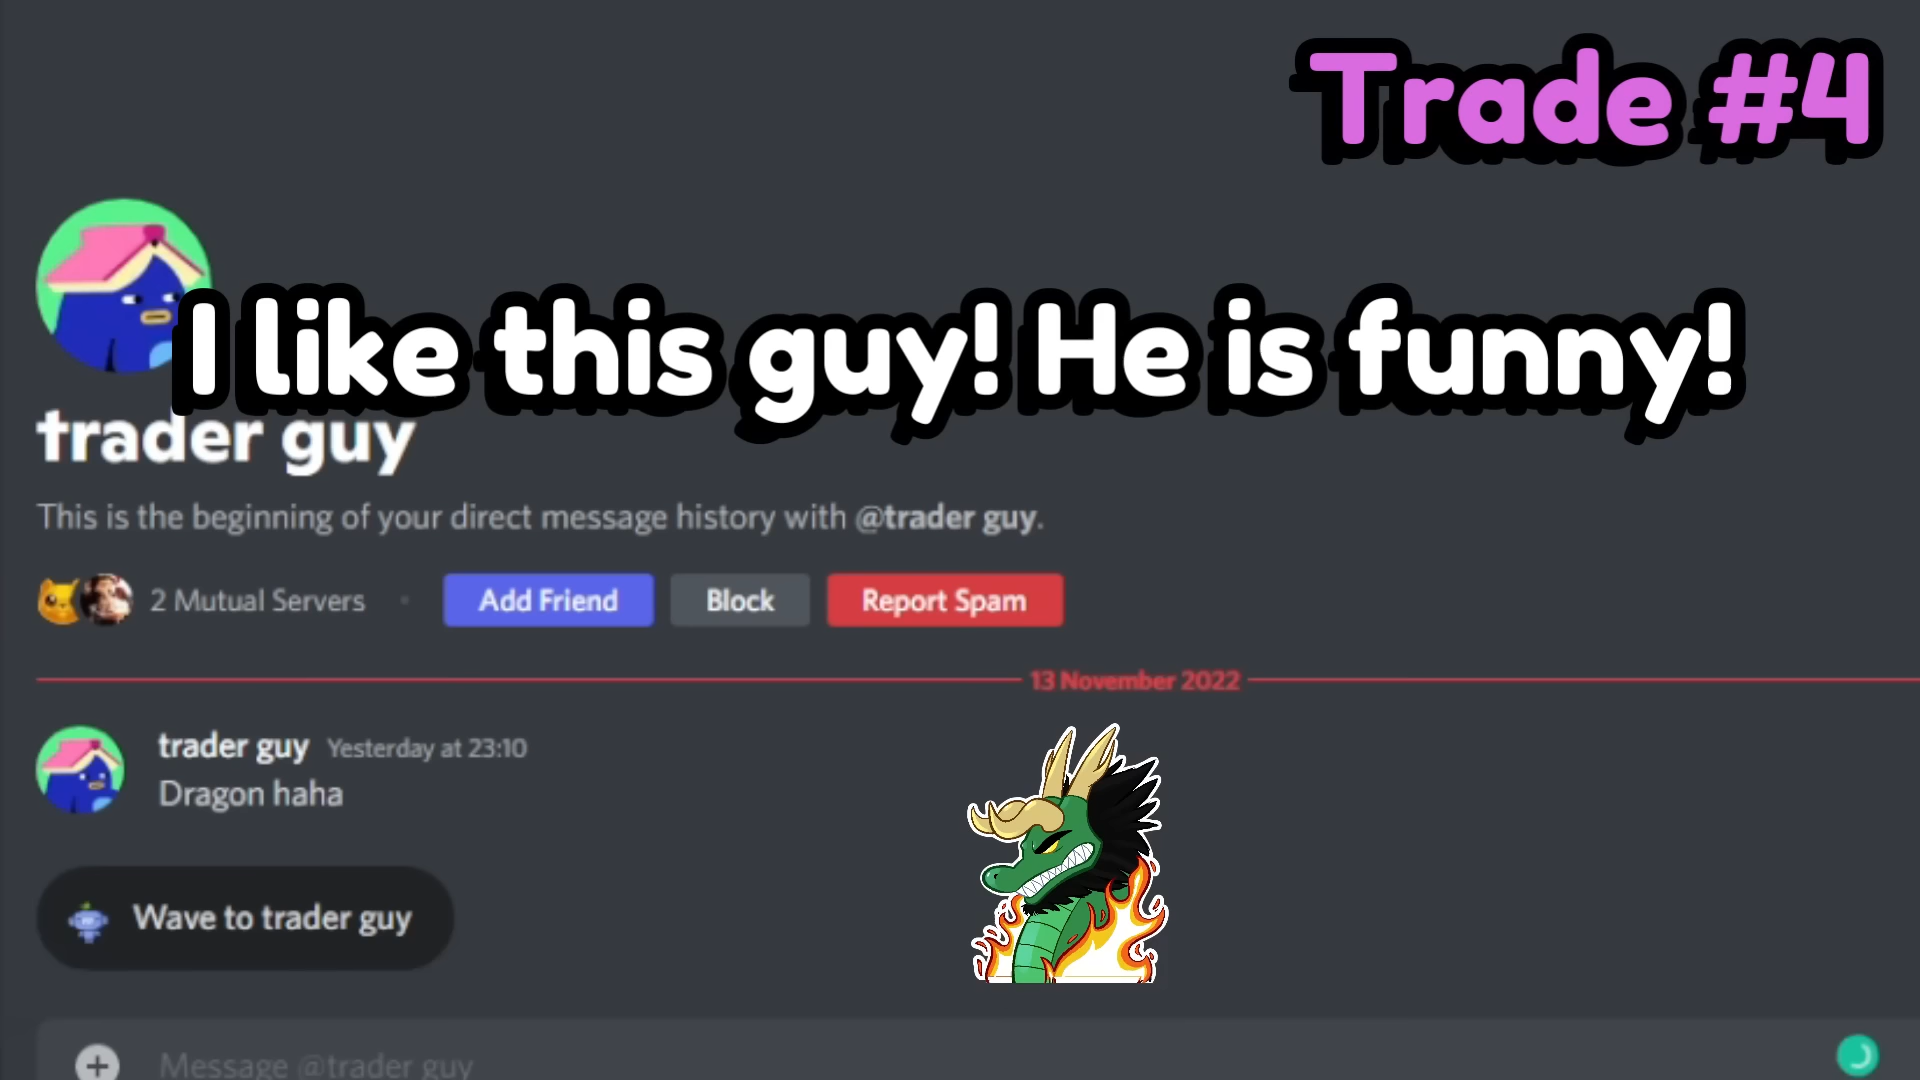 Trade #4
I like this guy! He is funny!
trader guy
This is the beginning of your direct message history with @trader guy.
2 Mutual Servers
Add Friend
Block
Report Spam
13 November 2022
trader guy Yesterday at 23:10
Dragon haha
Wave to trader guy
Message @trader guy